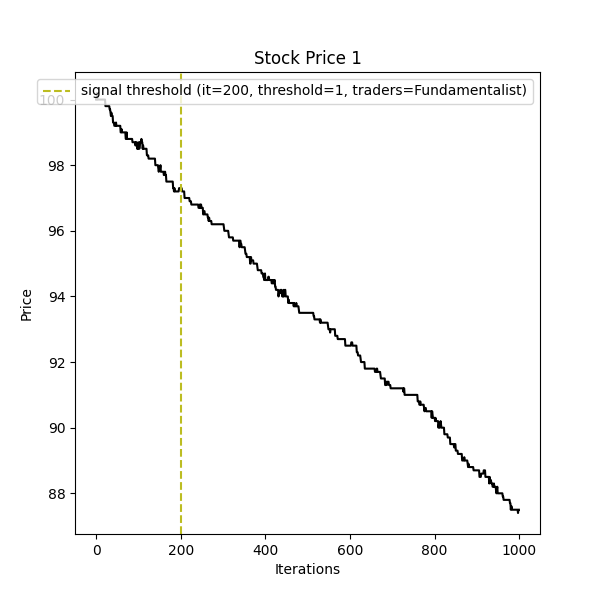 Stock Price 1
signal threshold (it=200, threshold=1, traders=Fundamentalist)
100
98
96
94
92
90
88
Price
0 200 400 600 800 1000
Iterations